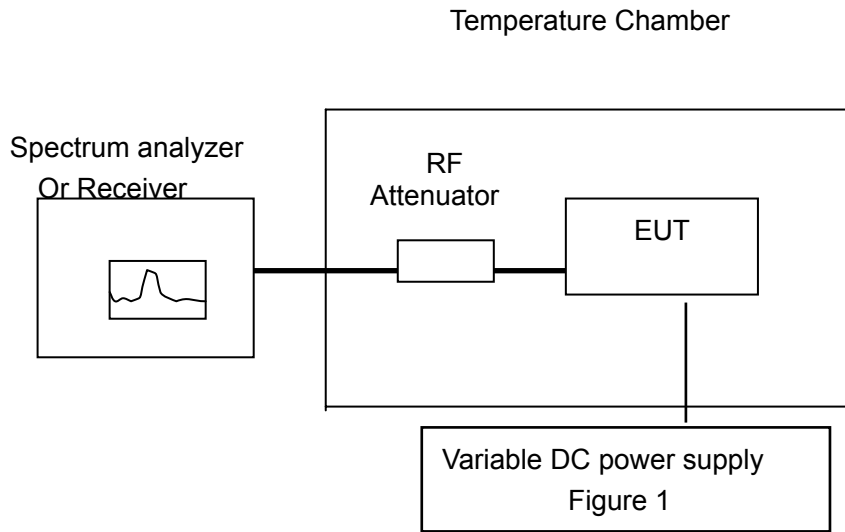 Temperature Chamber
Spectrum analyzer
Or Receiver
RF
Attenuator
EUT
Variable DC power supply
Figure 1